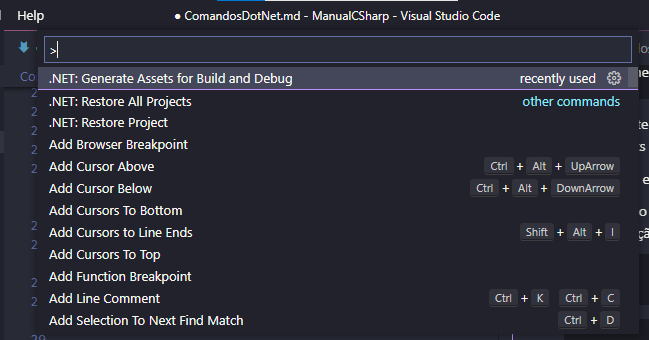 Help
● ComandosDotNet.md - ManualCSharp - Visual Studio Code
>
.NET: Generate Assets for Build and Debug recently used
.NET: Restore All Projects other commands
.NET: Restore Project
Add Browser Breakpoint
Add Cursor Above Ctrl + Alt + UpArrow
Add Cursor Below Ctrl + Alt + DownArrow
Add Cursors To Bottom
Add Cursors to Line Ends Shift + Alt + I
Add Cursors To Top
Add Function Breakpoint
Add Line Comment Ctrl + K Ctrl + C
Add Selection To Next Find Match Ctrl + D